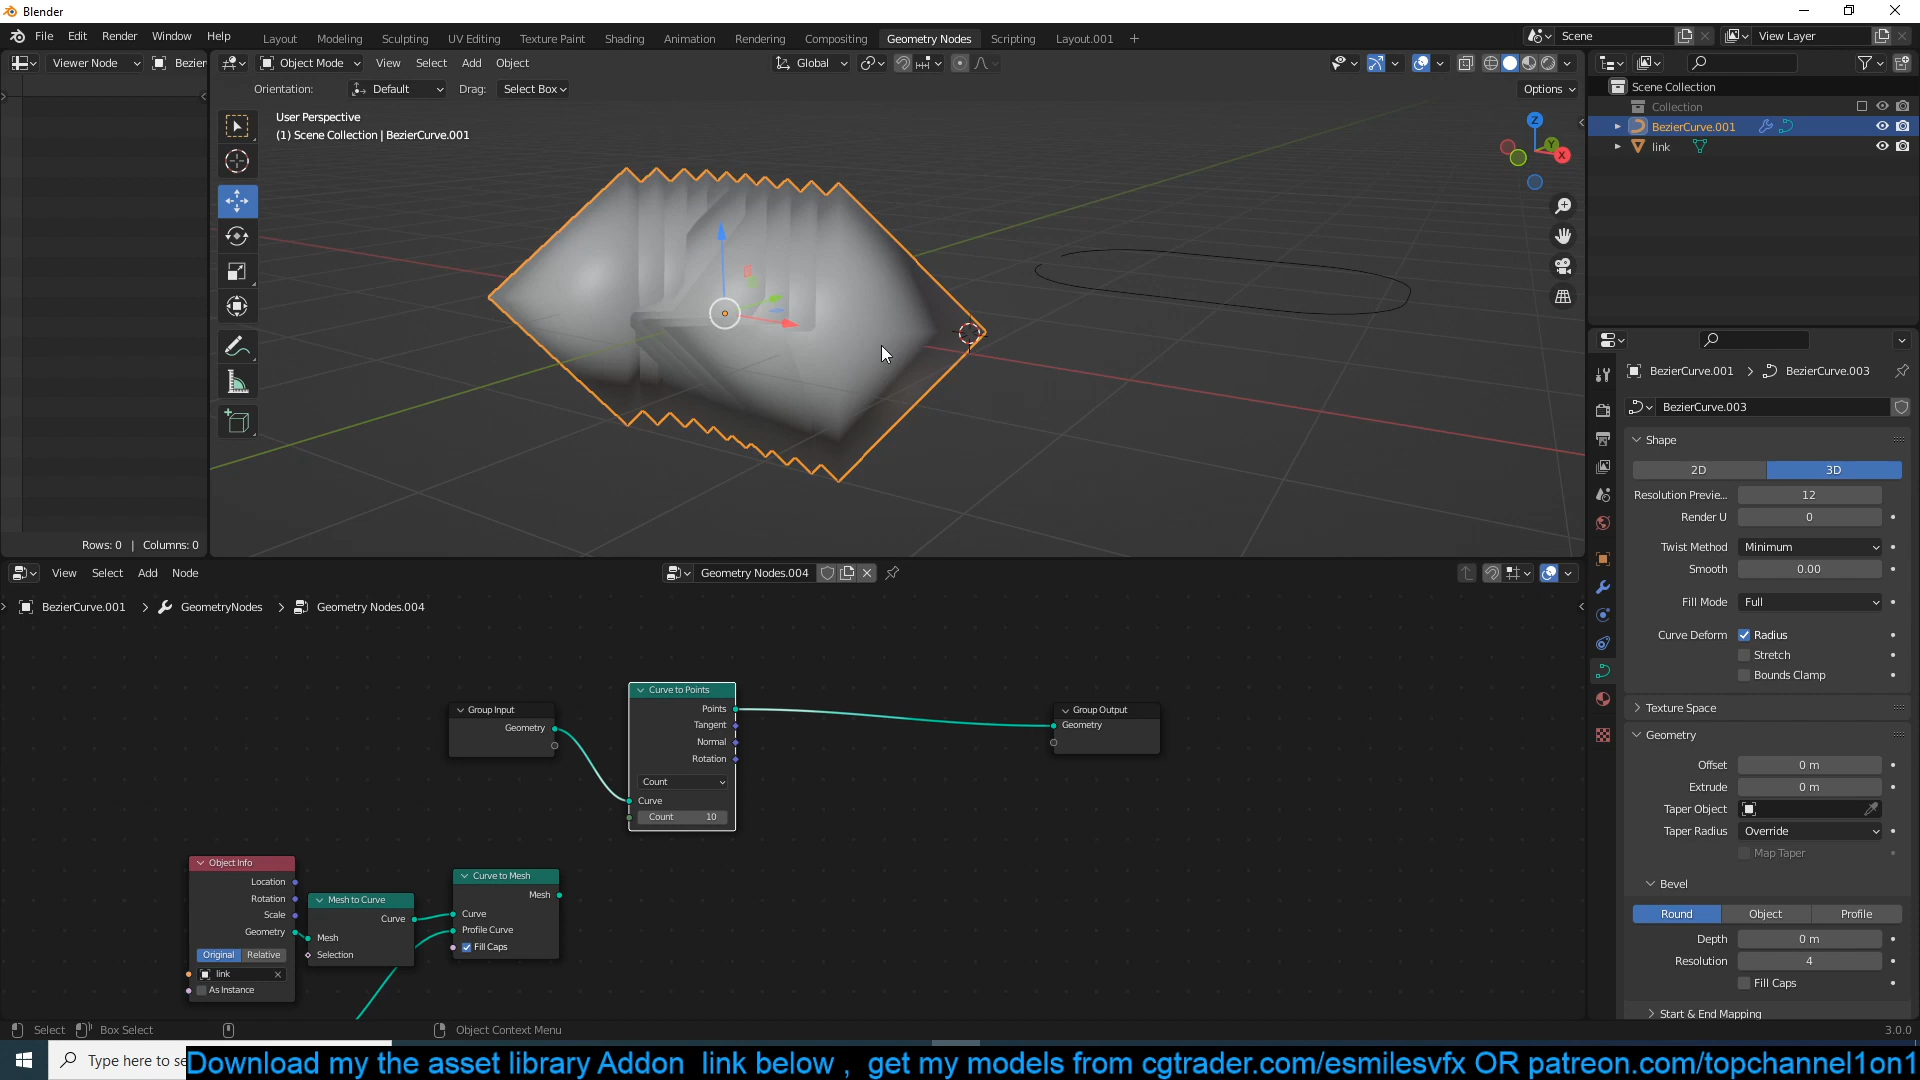 Blender
File Edit Render Window Help
Layout Modeling Sculpting UV Editing Texture Paint Shading Animation Rendering Compositing Geometry Nodes Scripting Layout.001 +
Scene
View Layer
Viewer Node
Bezier
Object Mode View Select Add Object
Global
Orientation: Default Drag: Select Box
Options
User Perspective
(1) Scene Collection | BezierCurve.001
Z
Y
X
Rows: 0 | Columns: 0
Scene Collection
Collection
BezierCurve.001
link
BezierCurve.001 > BezierCurve.003
BezierCurve.003
Shape
2D 3D
Resolution Previe... 12
Render U 0
Twist Method Minimum
Smooth 0.00
Fill Mode Full
Curve Deform Radius
Stretch
Bounds Clamp
Texture Space
Geometry
Offset 0 m
Extrude 0 m
Taper Object
Taper Radius Override
Map Taper
Bevel
Round Object Profile
Depth 0 m
Resolution 4
Fill Caps
Start & End Mapping
View Select Add Node
Geometry Nodes.004
BezierCurve.001 > GeometryNodes > Geometry Nodes.004
Group Input
Geometry
Curve to Points
Points
Tangent
Normal
Rotation
Count
Curve
Count 10
Group Output
Geometry
Object Info
Location
Rotation
Scale
Geometry
Original Relative
link
As Instance
Mesh to Curve
Curve
Mesh
Selection
Curve to Mesh
Mesh
Curve
Profile Curve
Fill Caps
Select Box Select Object Context Menu
3.0.0
Type here to se
Download my the asset library Addon link below , get my models from cgtrader.com/esmilesvfx OR patreon.com/topchannel1on1